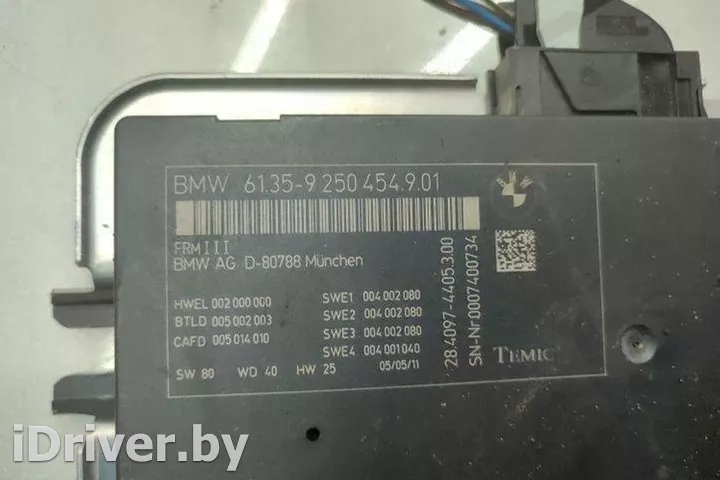 BMW 61.35-9 250 454.9.01
FRM III
BMW AG D-80788 München
HWEL 002 000 000
BTLD 005 002 003
CAFD 005 014 010
SWE1 004 002 080
SWE2 004 002 080
SWE3 004 002 080
SWE4 004 001 040
SW 80 WD 40 HW 25 05/05/11
28.4097-4405.3.00
SN-Nr0007400734
BMW
TEMIC
iDriver.by